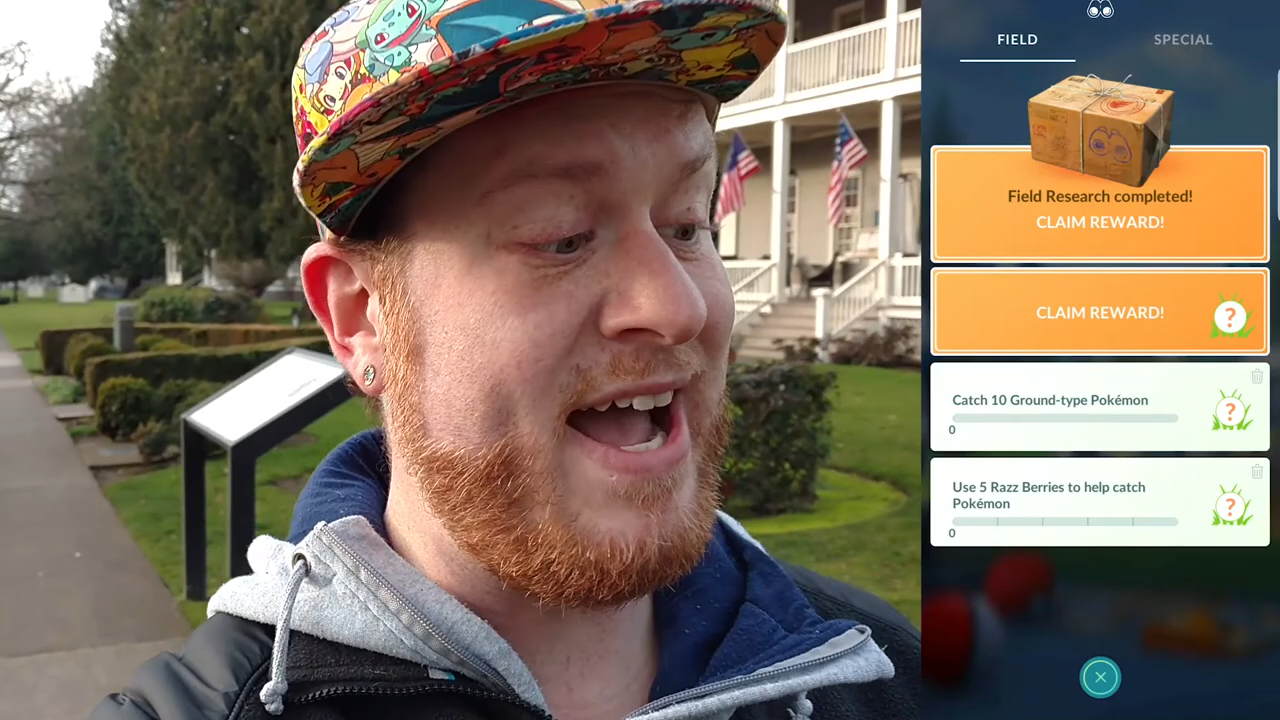 FIELD
SPECIAL
Field Research completed!
CLAIM REWARD!
CLAIM REWARD!
?
Catch 10 Ground-type Pokémon
?
0
Use 5 Razz Berries to help catch
Pokémon
?
0